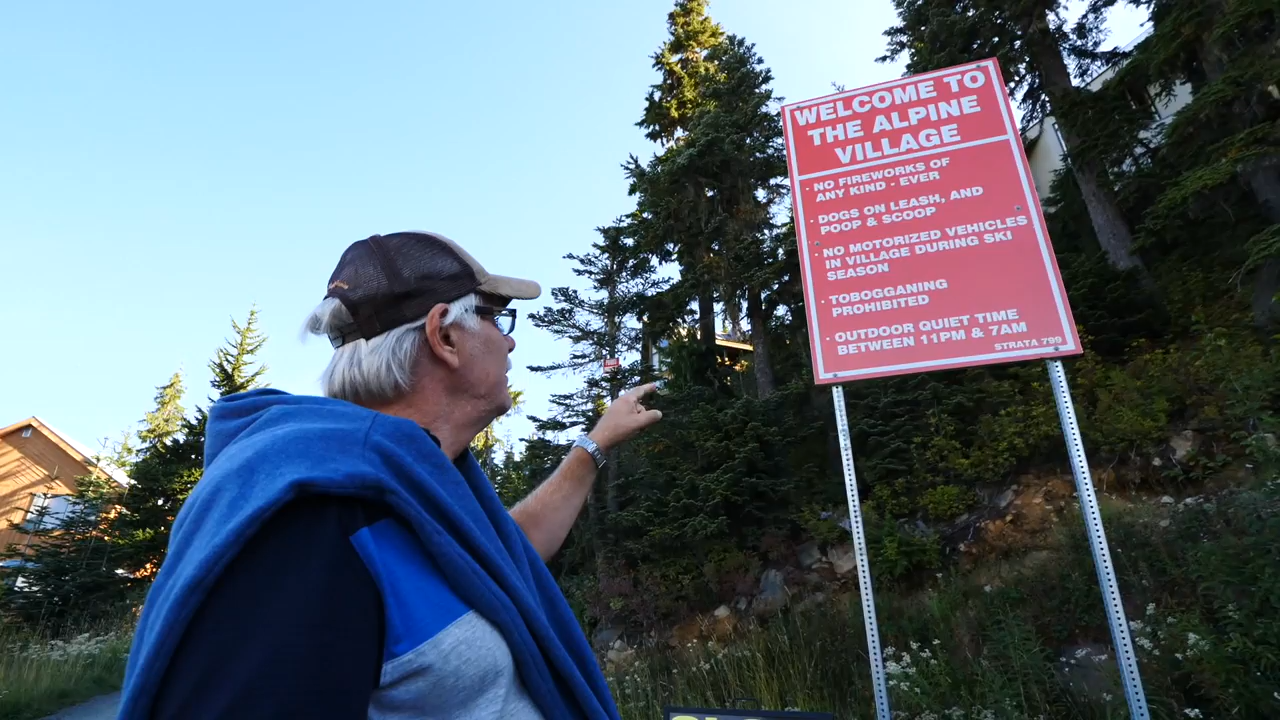 WELCOME TO
THE ALPINE
VILLAGE
· NO FIREWORKS OF
ANY KIND - EVER
· DOGS ON LEASH, AND
POOP & SCOOP
· NO MOTORIZED VEHICLES
IN VILLAGE DURING SKI
SEASON
· TOBOGGANING
PROHIBITED
· OUTDOOR QUIET TIME
BETWEEN 11PM & 7AM
STRATA 799